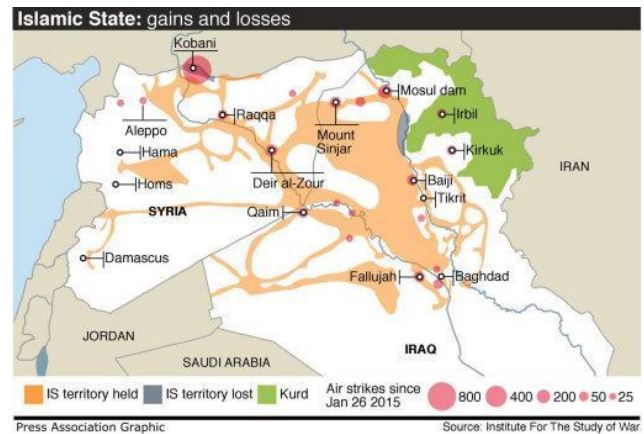 Islamic State: gains and losses
Kobani
Mosul dam
Raqqa
Irbil
Aleppo
Mount
Sinjar
Hama
Kirkuk
IRAN
Homs
Deir al-Zour
Baiji
Tikrit
SYRIA
Qaim
Damascus
Fallujah
Baghdad
JORDAN
IRAQ
SAUDI ARABIA
IS territory held
IS territory lost
Kurd
Air strikes since
Jan 26 2015
800
400
200
50
25
Press Association Graphic
Source: Institute For The Study of War